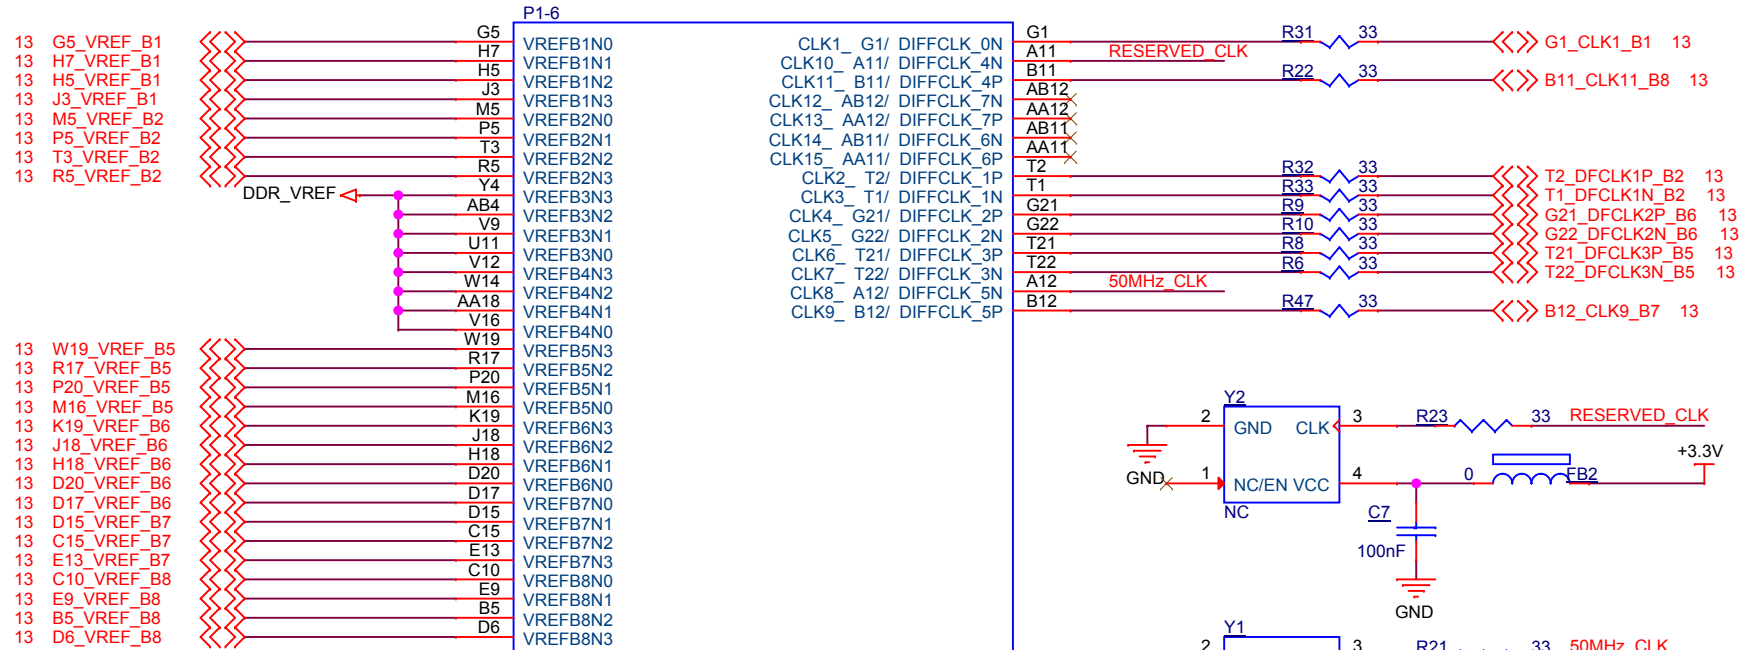 P1-6
13 G5_VREF_B1 G5 VREFB1N0 CLK1_ G1/ DIFFCLK_0N G1 R31 33 G1_CLK1_B1 13
13 H7_VREF_B1 H7 VREFB1N1 CLK10_ A11/ DIFFCLK_4N A11 RESERVED_CLK
13 H5_VREF_B1 H5 VREFB1N2 CLK11_ B11/ DIFFCLK_4P B11 R22 33 B11_CLK11_B8 13
13 J3_VREF_B1 J3 VREFB1N3 CLK12_ AB12/ DIFFCLK_7N AB12
13 M5_VREF_B2 M5 VREFB2N0 CLK13_ AA12/ DIFFCLK_7P AA12
13 P5_VREF_B2 P5 VREFB2N1 CLK14_ AB11/ DIFFCLK_6N AB11
13 T3_VREF_B2 T3 VREFB2N2 CLK15_ AA11/ DIFFCLK_6P AA11
13 R5_VREF_B2 R5 VREFB2N3 CLK2_ T2/ DIFFCLK_1P T2 R32 33 T2_DFCLK1P_B2 13
DDR_VREF Y4 VREFB3N3 CLK3_ T1/ DIFFCLK_1N T1 R33 33 T1_DFCLK1N_B2 13
AB4 VREFB3N2 CLK4_ G21/ DIFFCLK_2P G21 R9 33 G21_DFCLK2P_B6 13
V9 VREFB3N1 CLK5_ G22/ DIFFCLK_2N G22 R10 33 G22_DFCLK2N_B6 13
U11 VREFB3N0 CLK6_ T21/ DIFFCLK_3P T21 R8 33 T21_DFCLK3P_B5 13
V12 VREFB4N3 CLK7_ T22/ DIFFCLK_3N T22 R6 33 T22_DFCLK3N_B5 13
W14 VREFB4N2 CLK8_ A12/ DIFFCLK_5N A12 50MHz_CLK
AA18 VREFB4N1 CLK9_ B12/ DIFFCLK_5P B12 R47 33 B12_CLK9_B7 13
V16 VREFB4N0
13 W19_VREF_B5 W19 VREFB5N3
13 R17_VREF_B5 R17 VREFB5N2
13 P20_VREF_B5 P20 VREFB5N1
13 M16_VREF_B5 M16 VREFB5N0
13 K19_VREF_B6 K19 VREFB6N3
13 J18_VREF_B6 J18 VREFB6N2
13 H18_VREF_B6 H18 VREFB6N1
13 D20_VREF_B6 D20 VREFB6N0
13 D17_VREF_B6 D17 VREFB7N0
13 D15_VREF_B7 D15 VREFB7N1
13 C15_VREF_B7 C15 VREFB7N2
13 E13_VREF_B7 E13 VREFB7N3
13 C10_VREF_B8 C10 VREFB8N0
13 E9_VREF_B8 E9 VREFB8N1
13 B5_VREF_B8 B5 VREFB8N2
13 D6_VREF_B8 D6 VREFB8N3
Y2
2 GND CLK 3 R23 33 RESERVED_CLK
+3.3V
GND 1 NC/EN VCC 4 0 FB2
NC
C7
100nF
GND
Y1
2 3 R21 33 50MHz_CLK